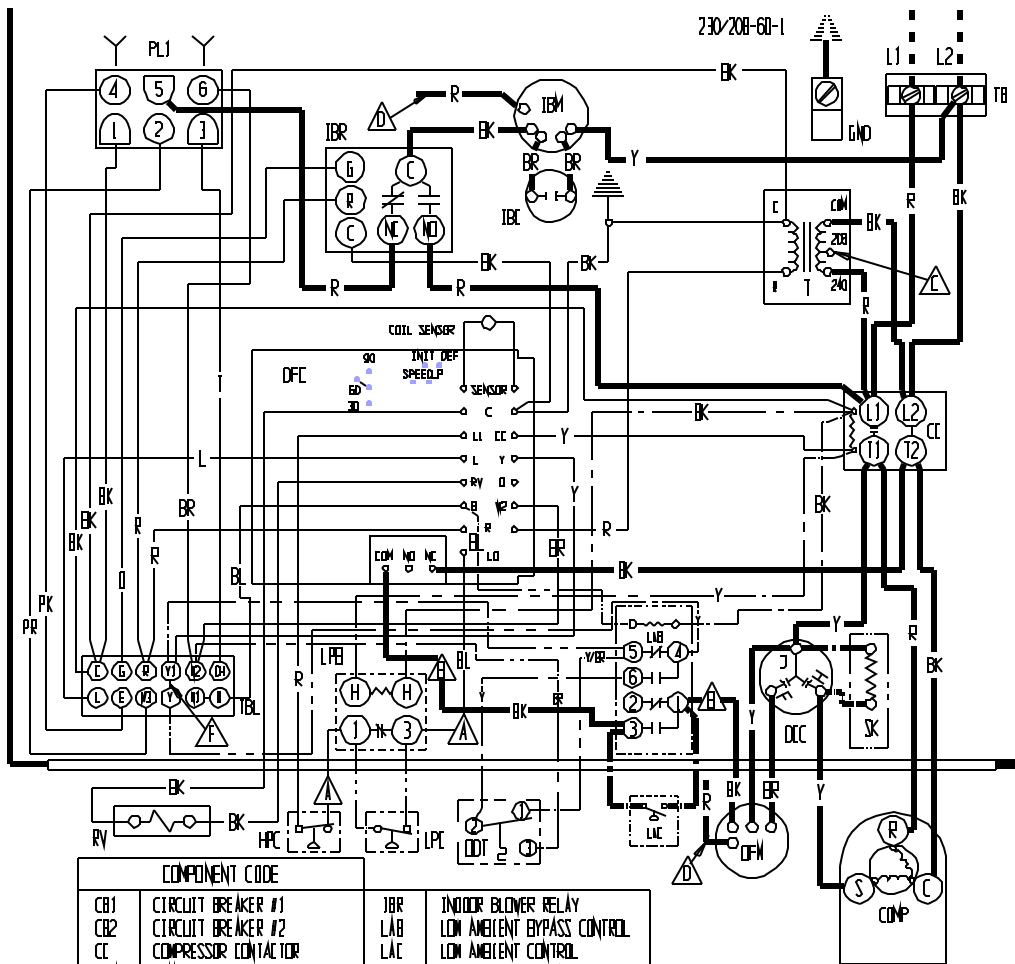 230/208-60-1
L1 L2
TB
GND
PL1
4 5 6
1 2 3
BK
D
R
IBM
BK
BR BR
Y
IBC
IBR
G
R
C
C
NC NO
BK
BK
R
R
C
COM
208
240
R
T
BK
R
C
R
BK
COIL SENSOR
DFC
90
60
30
INIT DEF
SPEEDUP
SENSOR
C
L1 CC
L Y
RV O
B W2
R
LO
COM NO NC
Y
BK
L
Y
R
BL
BR
BK
L1 L2
T1 T2
CC
BK
BK
BK
BK
R
R
BR
Y
O
BL
PK
PR
C G R Y1 W2 DH
L E W3 Y W1 B
TBL
F
R
LPB
H H
1 3
BL
B
A
A
BK
BR
Y
Y/BR
Y
Y
LAB
5 4
6
2 1
3
B
Y
J
F H
DCC
SK
R
BK
BK
BK
RV
HPC
LPC
ODT
1
2
3
LAC
R
BK
Y
BR
Y
D
OFM
R
S C
COMP
COMPONENT CODE
CB1 CIRCUIT BREAKER #1 IBR INDOOR BLOWER RELAY
CB2 CIRCUIT BREAKER #2 LAB LOW AMBIENT BYPASS CONTROL
CC COMPRESSOR CONTACTOR LAC LOW AMBIENT CONTROL